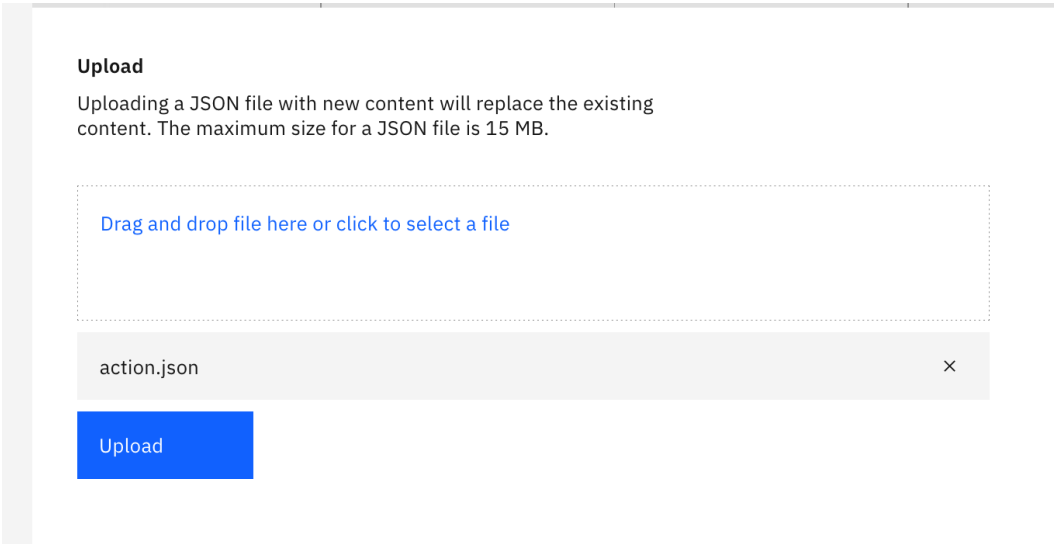 Upload
Uploading a JSON file with new content will replace the existing
content. The maximum size for a JSON file is 15 MB.
Drag and drop file here or click to select a file
action.json
Upload